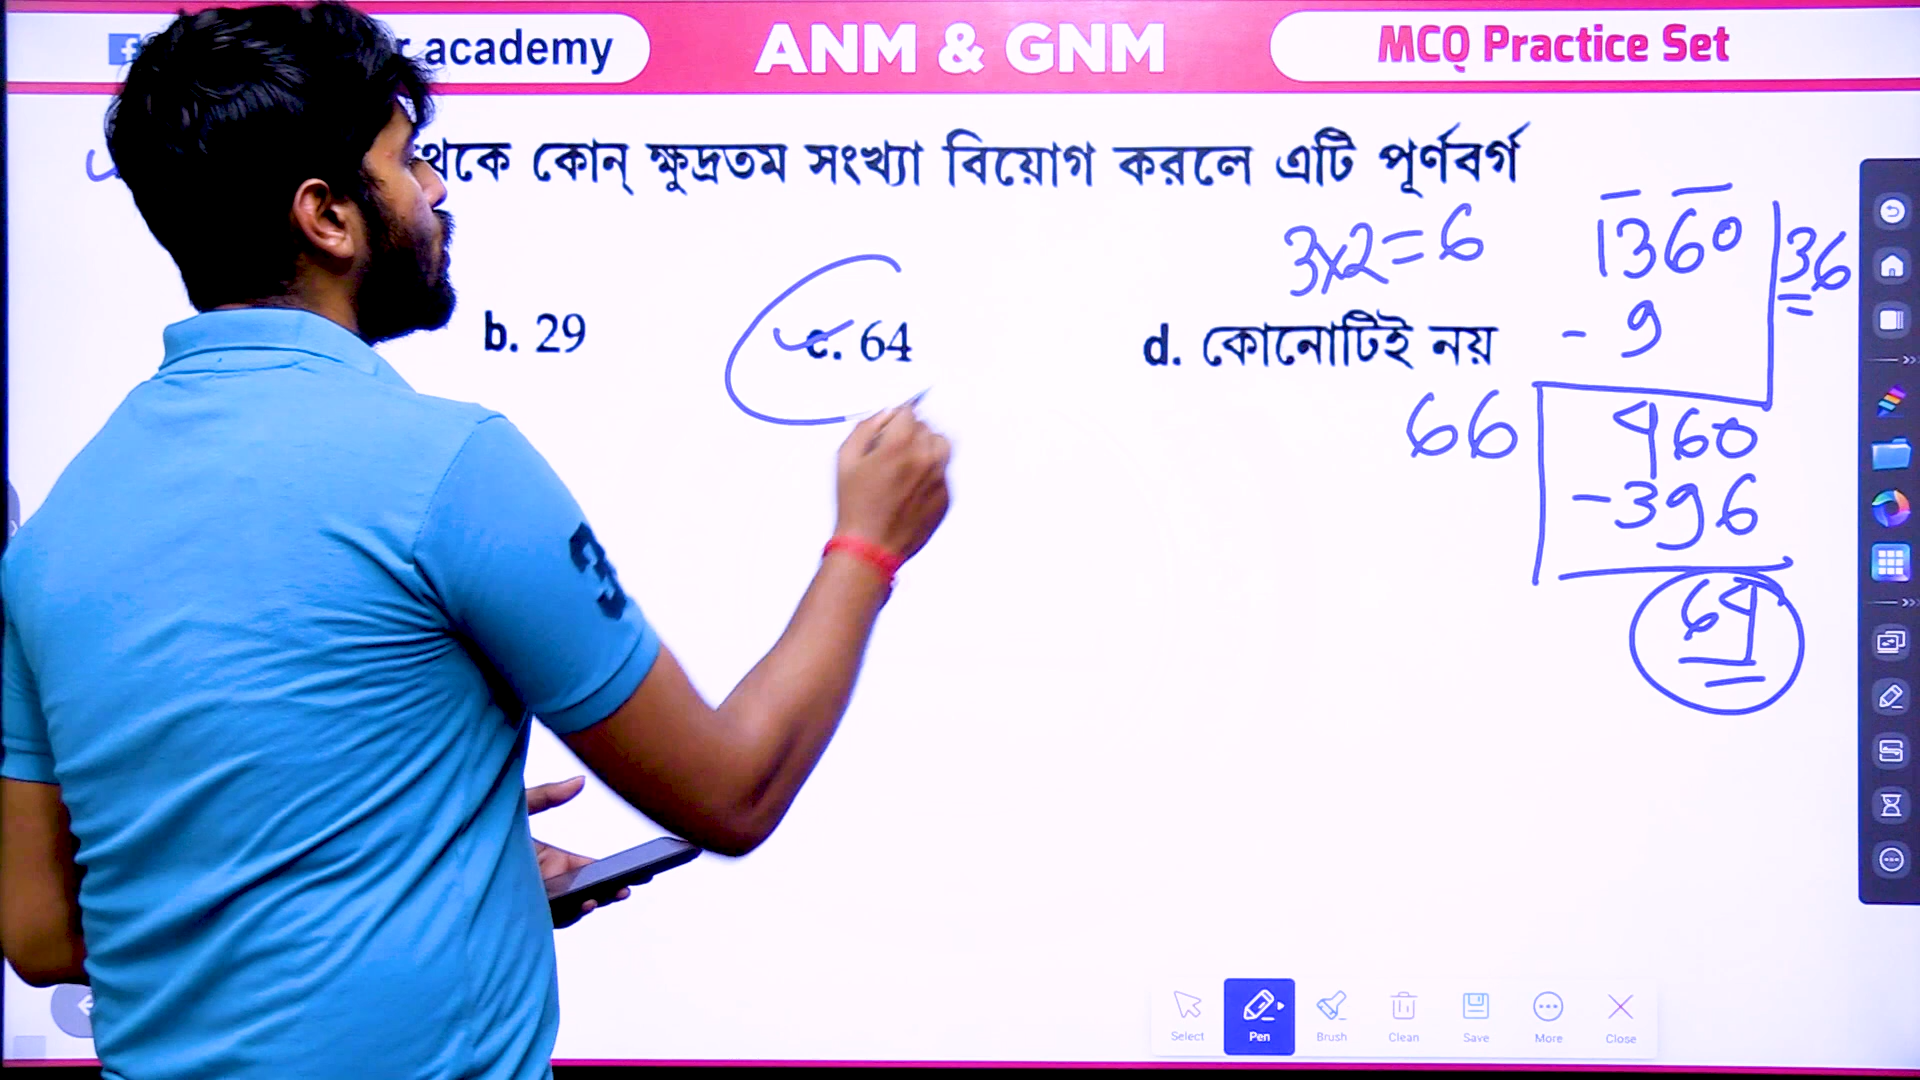 academy
ANM & GNM
MCQ Practice Set
থেকে কোন্ ক্ষুদ্রতম সংখ্যা বিয়োগ করলে এটি পূর্ণবর্গ
3x2=6
1360
36
- 9
b. 29
c. 64
d. কোনোটিই নয়
66
460
-396
64
Select
Pen
Brush
Clean
Save
More
Close
3